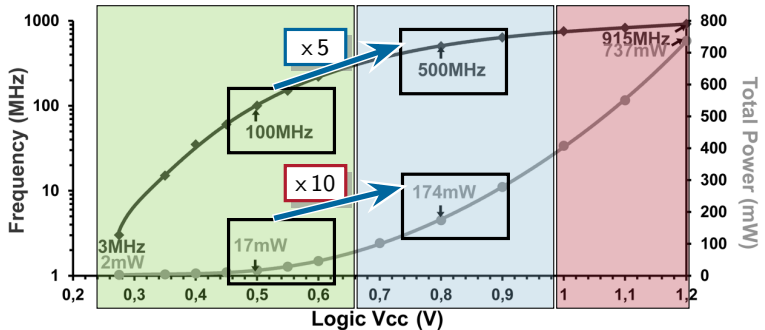 1000
100
10
1
Frequency (MHz)
800
700
600
500
400
300
200
100
0
Total Power (mW)
× 5
× 10
915MHz
737mW
500MHz
100MHz
174mW
17mW
3MHz
2mW
0,2 0,3 0,4 0,5 0,6 0,7 0,8 0,9 1 1,1 1,2
Logic Vcc (V)